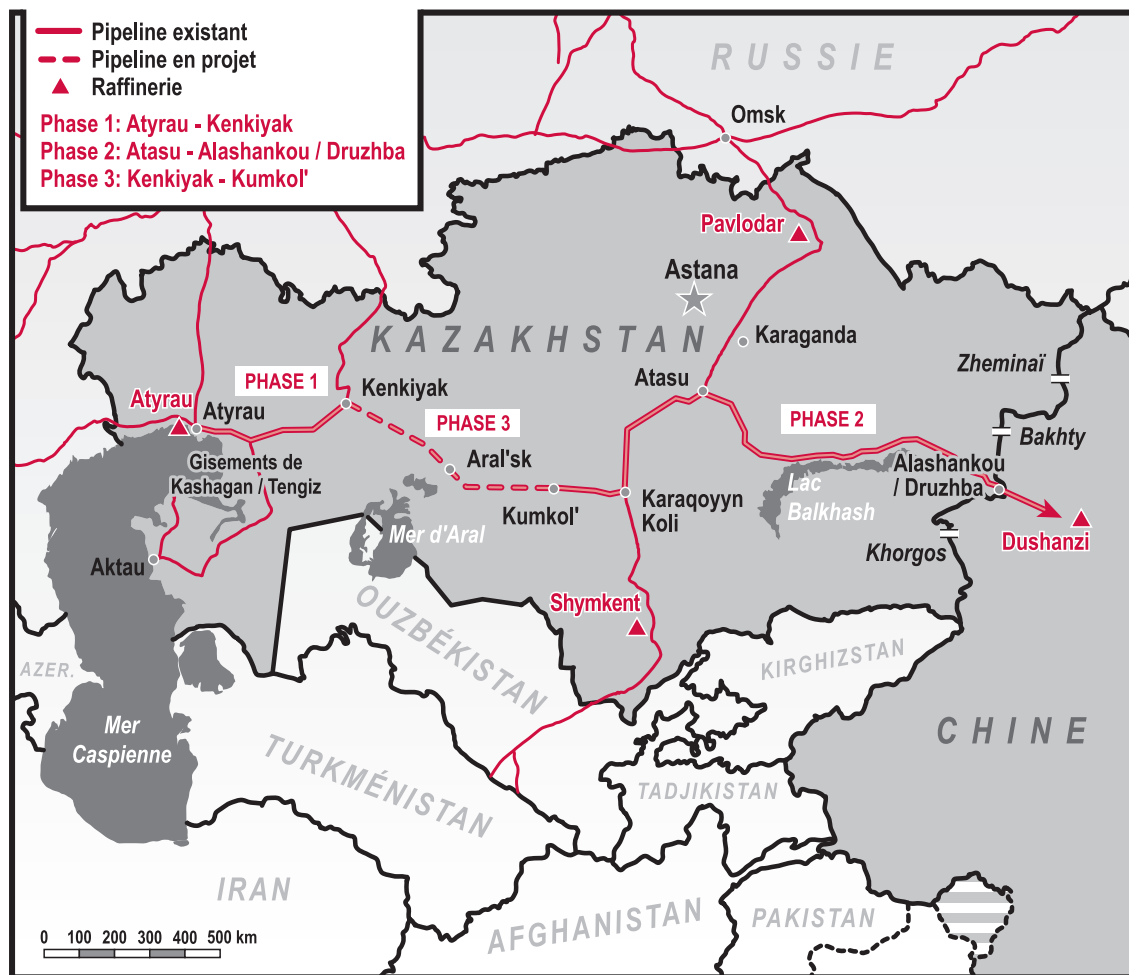 Pipeline existant
Pipeline en projet
Raffinerie
Phase 1: Atyrau - Kenkiyak
Phase 2: Atasu - Alashankou / Druzhba
Phase 3: Kenkiyak - Kumkol'
RUSSIE
Omsk
Pavlodar
Astana
KAZAKHSTAN
Karaganda
Zheminaï
PHASE 1
Kenkiyak
Atasu
Atyrau
Atyrau
PHASE 3
PHASE 2
Bakhty
Gisements de
Kashagan / Tengiz
Aral'sk
Alashankou
/ Druzhba
Lac
Balkhash
Kumkol'
Karaqoyyn
Koli
Mer d'Aral
Dushanzi
Khorgos
Aktau
Shymkent
OUZBÉKISTAN
KIRGHIZSTAN
AZER.
Mer
Caspienne
CHINE
TURKMÉNISTAN
TADJIKISTAN
IRAN
AFGHANISTAN
PAKISTAN
0 100 200 300 400 500 km